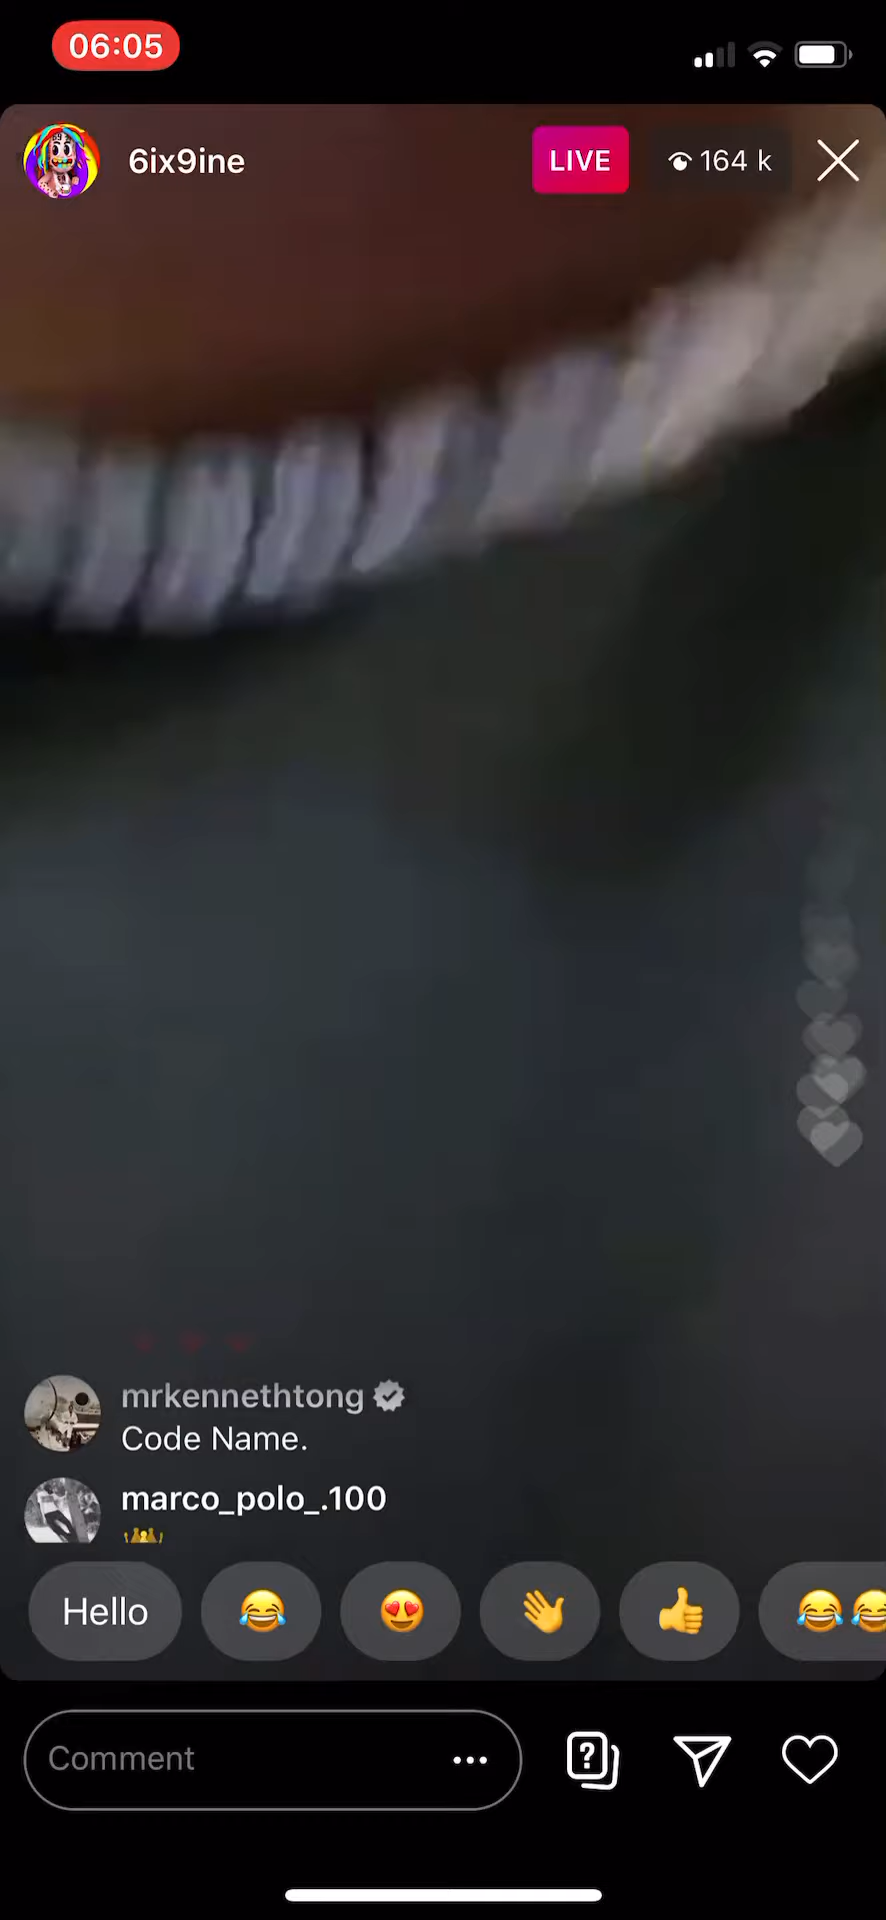 06:05
6ix9ine
LIVE
164 k
mrkennethtong
Code Name.
marco_polo_.100
Hello
Comment